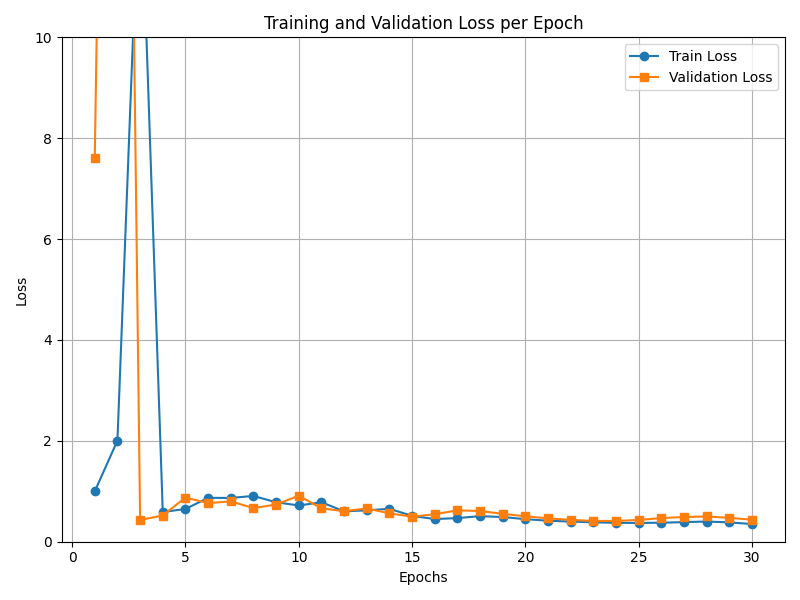 Training and Validation Loss per Epoch
Train Loss
Validation Loss
Loss
10
8
6
4
2
0
0 5 10 15 20 25 30
Epochs